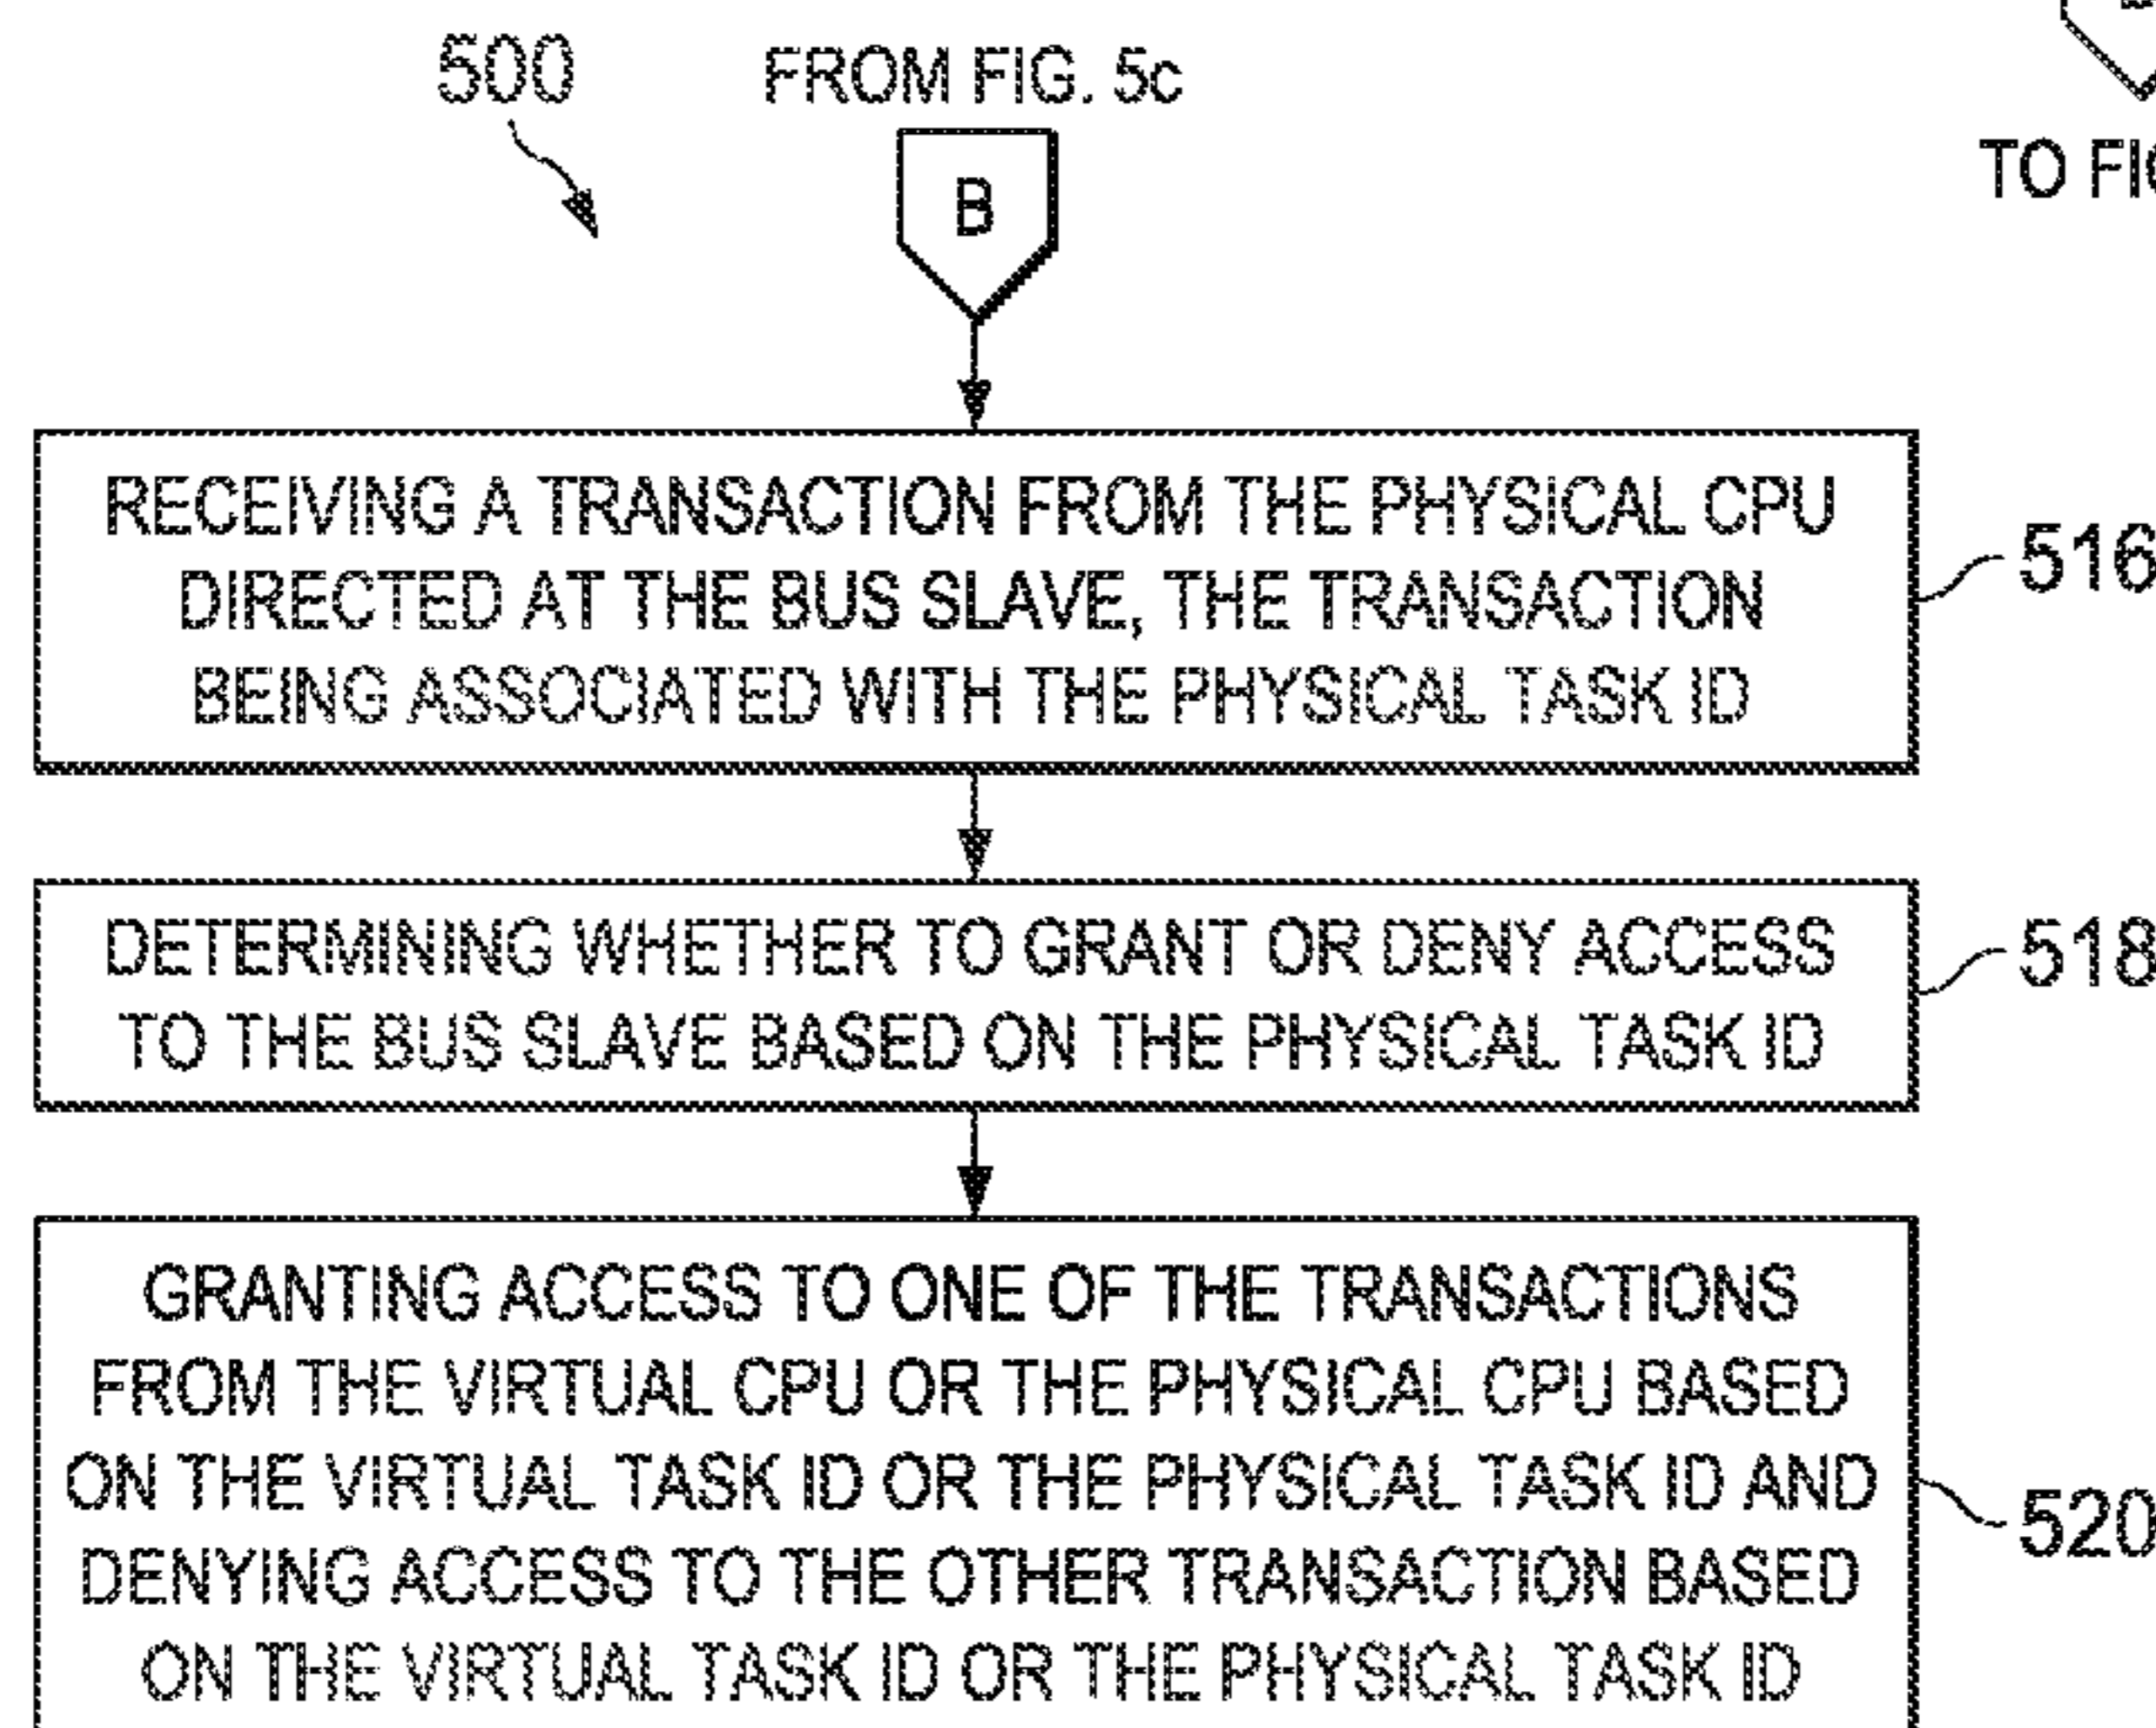 500
FROM FIG. 5c
B
TO
RECEIVING A TRANSACTION FROM THE PHYSICAL CPU
DIRECTED AT THE BUS SLAVE, THE TRANSACTION
BEING ASSOCIATED WITH THE PHYSICAL TASK ID
516
DETERMINING WHETHER TO GRANT OR DENY ACCESS
TO THE BUS SLAVE BASED ON THE PHYSICAL TASK ID
518
GRANTING ACCESS TO ONE OF THE TRANSACTIONS
FROM THE VIRTUAL CPU OR THE PHYSICAL CPU BASED
ON THE VIRTUAL TASK ID OR THE PHYSICAL TASK ID AND
DENYING ACCESS TO THE OTHER TRANSACTION BASED
ON THE VIRTUAL TASK ID OR THE PHYSICAL TASK ID
520